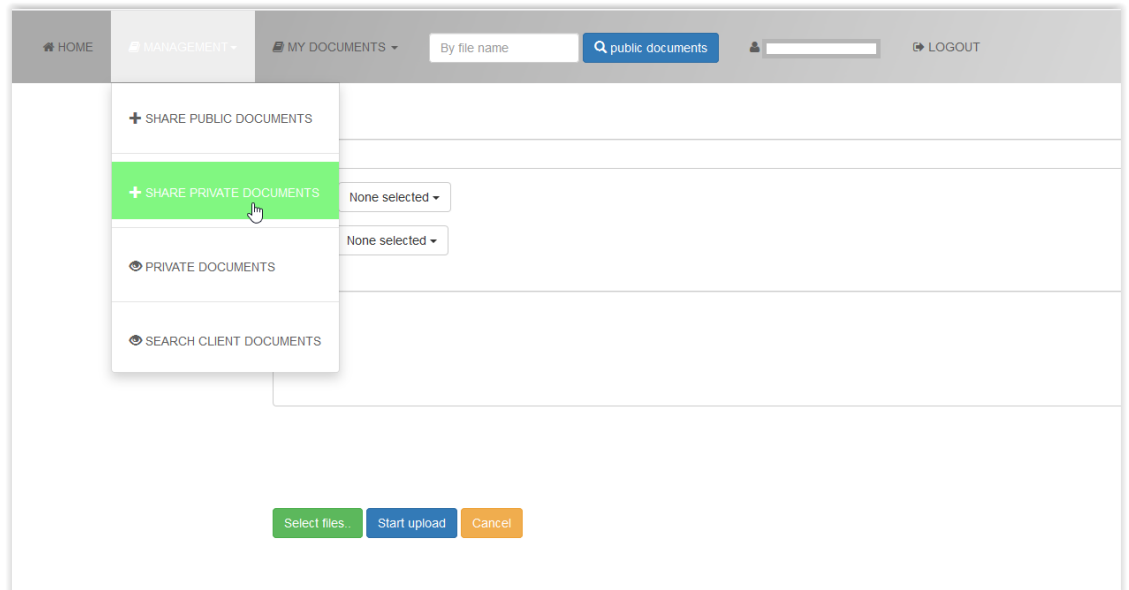 HOME MANAGEMENT MY DOCUMENTS By file name public documents LOGOUT
SHARE PUBLIC DOCUMENTS
SHARE PRIVATE DOCUMENTS
None selected
None selected
PRIVATE DOCUMENTS
SEARCH CLIENT DOCUMENTS
Select files.. Start upload Cancel